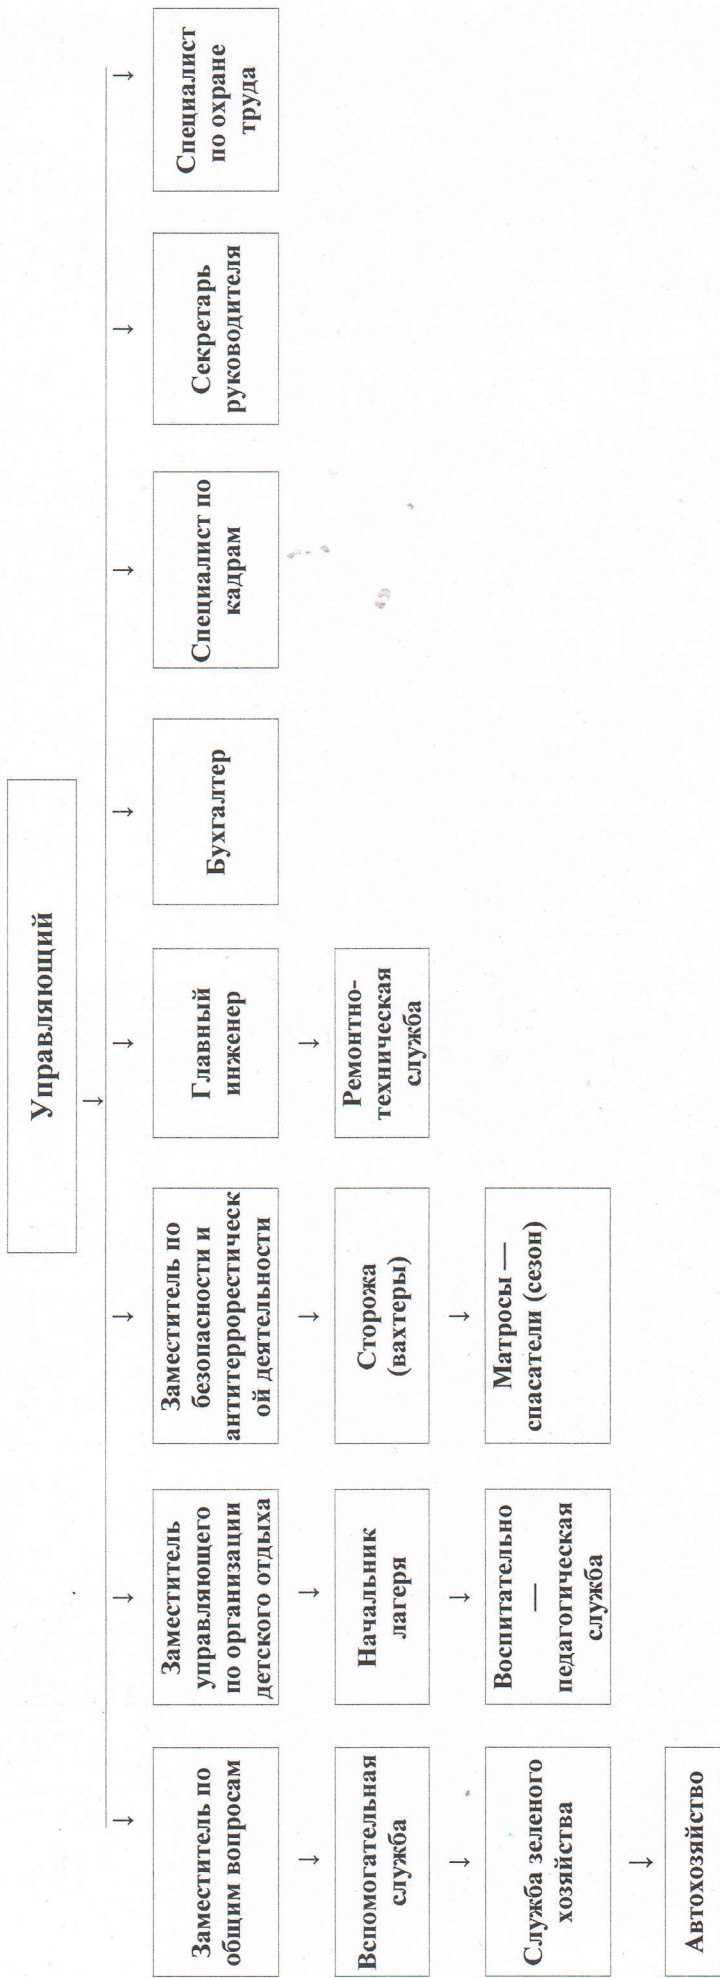 Управляющий
↓
↓ ↓ ↓ ↓ ↓ ↓ ↓ ↓
Заместитель по
общим вопросам
Заместитель
управляющего
по организации
детского отдыха
Заместитель по
безопасности и
антитеррорестическ
ой деятельности
Главный
инженер
Бухгалтер
Специалист по
кадрам
Секретарь
руководителя
Специалист
по охране
труда
↓ ↓ ↓ ↓
Вспомогательная
служба
Начальник
лагеря
Сторожа
(вахтеры)
Ремонтно-
техническая
служба
↓ ↓ ↓
Служба зеленого
хозяйства
Воспитательно
—
педагогическая
служба
Матросы —
спасатели (сезон)
↓
Автохозяйство